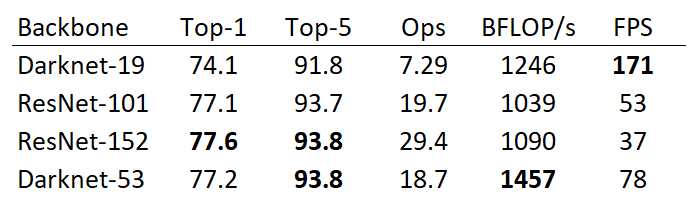 Backbone Top-1 Top-5 Ops BFLOP/s FPS
Darknet-19 74.1 91.8 7.29 1246 171
ResNet-101 77.1 93.7 19.7 1039 53
ResNet-152 77.6 93.8 29.4 1090 37
Darknet-53 77.2 93.8 18.7 1457 78